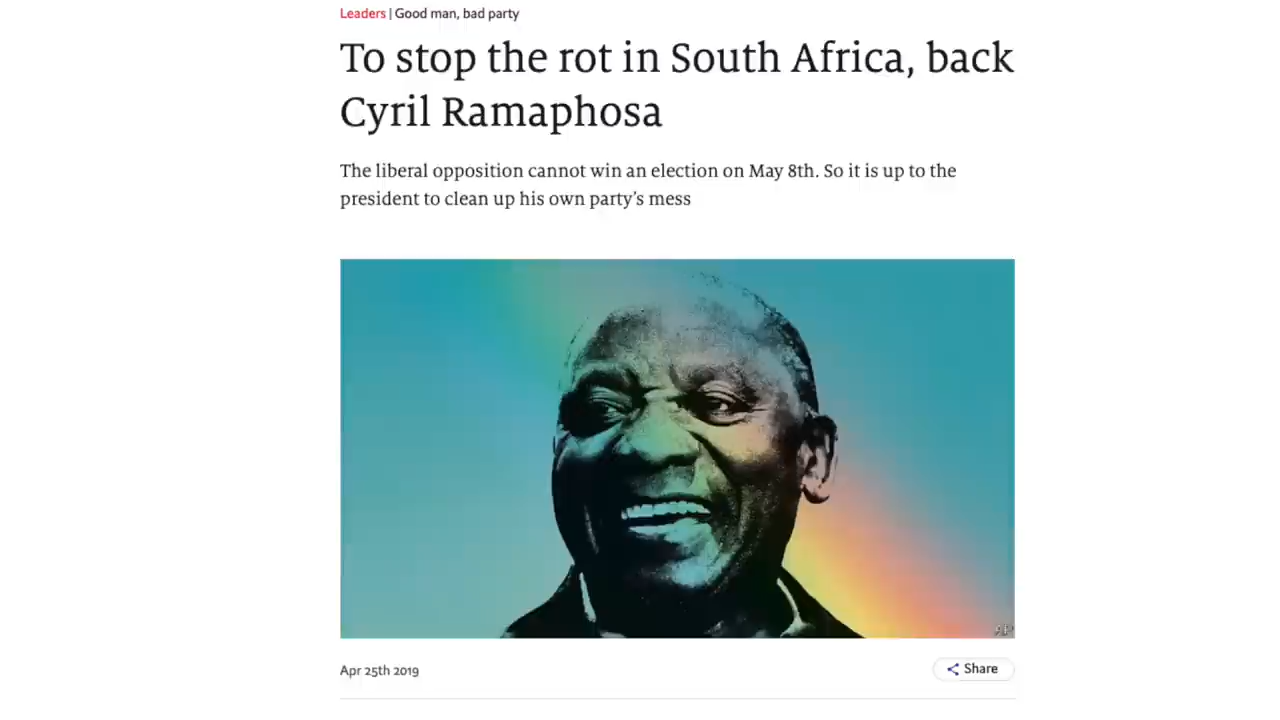 Leaders | Good man, bad party
To stop the rot in South Africa, back
Cyril Ramaphosa
The liberal opposition cannot win an election on May 8th. So it is up to the
president to clean up his own party’s mess
AP
Apr 25th 2019
Share